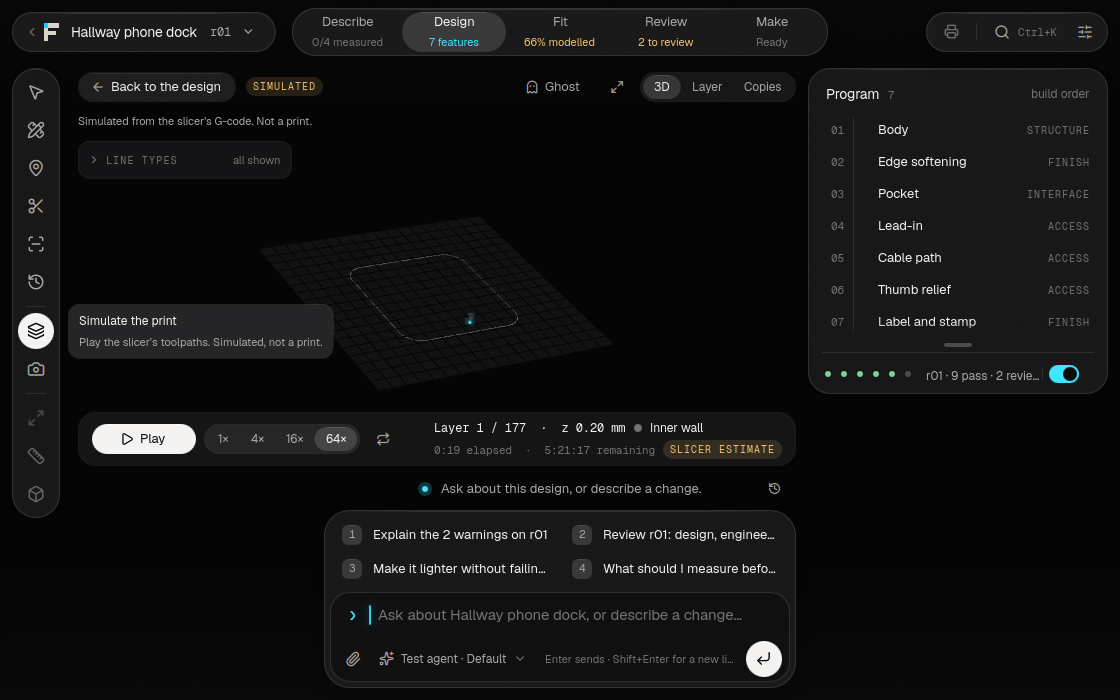 Hallway phone dock r01
Describe
0/4 measured
Design
7 features
Fit
66% modelled
Review
2 to review
Make
Ready
Ctrl+K
Back to the design
SIMULATED
Ghost
3D
Layer
Copies
Simulated from the slicer's G-code. Not a print.
LINE TYPES
all shown
Simulate the print
Play the slicer's toolpaths. Simulated, not a print.
Program 7
build order
01 Body STRUCTURE
02 Edge softening FINISH
03 Pocket INTERFACE
04 Lead-in ACCESS
05 Cable path ACCESS
06 Thumb relief ACCESS
07 Label and stamp FINISH
r01 · 9 pass · 2 revie…
Play
1×
4×
16×
64×
Layer 1 / 177 · z 0.20 mm Inner wall
0:19 elapsed · 5:21:17 remaining SLICER ESTIMATE
Ask about this design, or describe a change.
1 Explain the 2 warnings on r01
2 Review r01: design, enginee…
3 Make it lighter without failin…
4 What should I measure befo…
Ask about Hallway phone dock, or describe a change…
Test agent · Default
Enter sends · Shift+Enter for a new li…